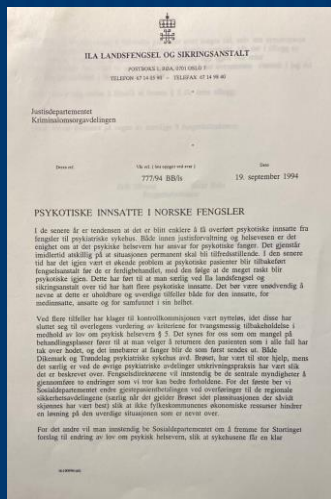 ILA LANDSFENGSEL OG SIKRINGSANSTALT
POSTBOKS 1, BERG, 0701 OSLO 7
TELEFON 67 14 25 90 – TELEFAX 67 14 90 40
Justisdepartementet
Kriminalomsorgavdelingen
Deres ref. Vår ref. (bes oppgitt ved svar) Dato
777/94 BB/ls 19. september 1994
PSYKOTISKE INNSATTE I NORSKE FENGSLER
I de senere år er tendensen at det er blitt enklere å få overført psykotiske innsatte fra
fengsler til psykiatriske sykehus. Både innen justisforvaltning og helsevesen er det
enighet om at det psykiske helsevern har ansvar for psykotiske fanger. Det gjenstår
imidlertid atskillig på at situasjonen permanent skal bli tilfredsstillende. I den senere
tid har det igjen vært et økende problem at psykotiske pasienter blir tilbakeført
fengselsanstalt før de er ferdigbehandlet, med den følge at de meget raskt blir
psykotiske igjen. Dette har ført til at man særlig ved Ila landsfengsel og
sikringsanstalt over tid har hatt flere psykotiske innsatte. Det bør være unødvendig å
nevne at dette er uholdbare og uverdige tilfeller både for den innsatte, for
medinnsatte, ansatte og for samfunnet i sin helhet.
Ved flere tilfeller har klager til kontrollkommisjonen vært nytteløs, idet disse har
sluttet seg til overlegens vurdering av kriteriene for tvangsmessig tilbakeholdelse i
medhold av lov om psykisk helsevern § 5. Det synes for oss som om mangel på
behandlingsplasser fører til at man velger å returnere den pasienten som i alle fall har
tak over hodet, og det innebærer at fanger blir de som først sendes ut. Både
Dikemark og Trøndelag psykiatriske sykehus avd. Brøset, har vært til stor hjelp, mens
det særlig er ved de øvrige psykiatriske avdelinger utskrivningspraksis har vært slik
det er beskrevet over. Fengselsdirektørene vil innstendig be de sentrale myndigheter å
gjennomføre to endringer som vi tror kan bedre forholdene. For det første ber vi
Sosialdepartementet endre gjestepasientbetalingen ved overføringer til de regionale
sikkerhetsavdelingene (særlig når det gjelder Brøset idet plassituasjonen der såvidt
skjønnes har vært best) slik at ikke fylkeskommunenes økonomiske ressurser hindrer
en løsning på den uverdige situasjonen som er nevnt over.
For det andre vil man innstendig be Sosialdepartementet om å fremme for Stortinget
forslag til endring av lov om psykisk helsevern, slik at sykehusene får en klar